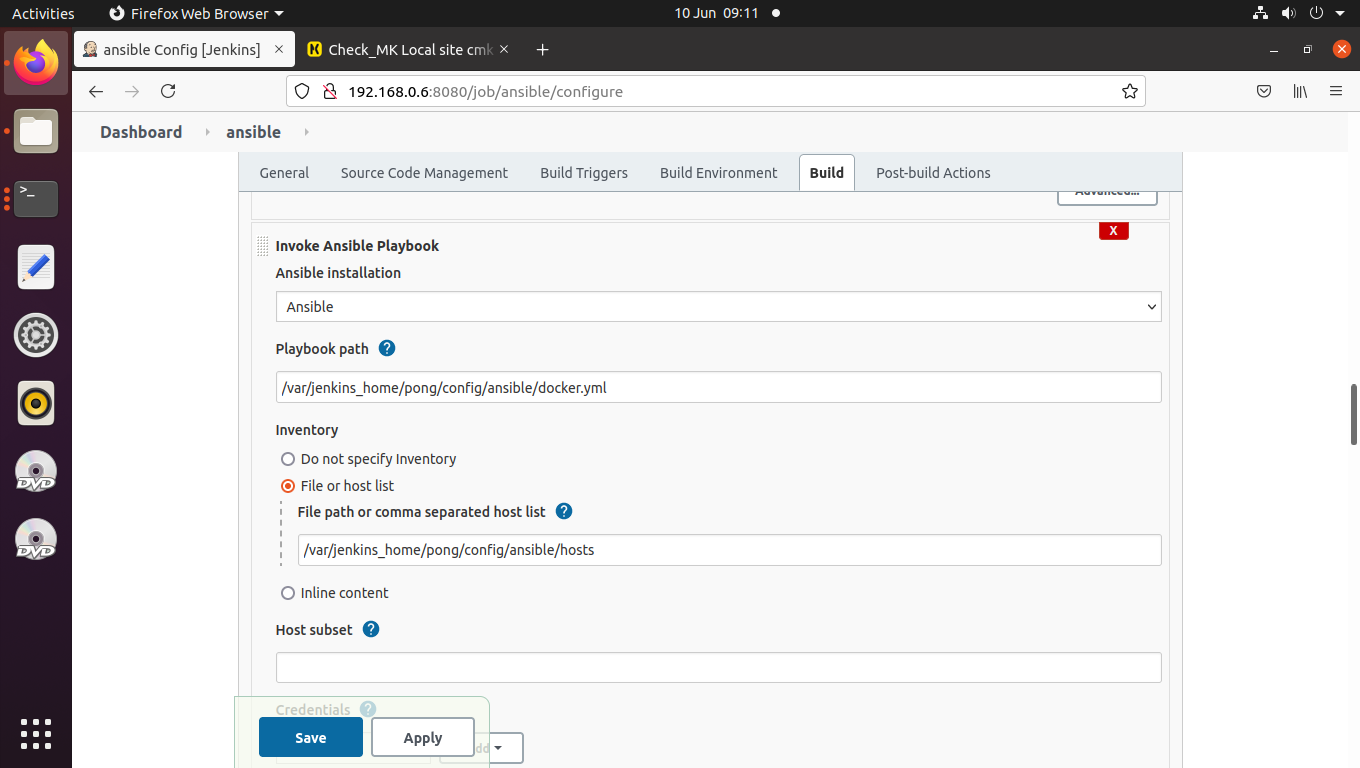 Activities Firefox Web Browser 10 Jun 09:11
ansible Config [Jenkins] Check_MK Local site cmk
192.168.0.6:8080/job/ansible/configure
Dashboard ansible
General Source Code Management Build Triggers Build Environment Build Post-build Actions
Advanced...
Invoke Ansible Playbook X
Ansible installation
Ansible
Playbook path ?
/var/jenkins_home/pong/config/ansible/docker.yml
Inventory
Do not specify Inventory
File or host list
File path or comma separated host list ?
/var/jenkins_home/pong/config/ansible/hosts
Inline content
Host subset ?
Credentials ?
Save Apply
DVD
DVD